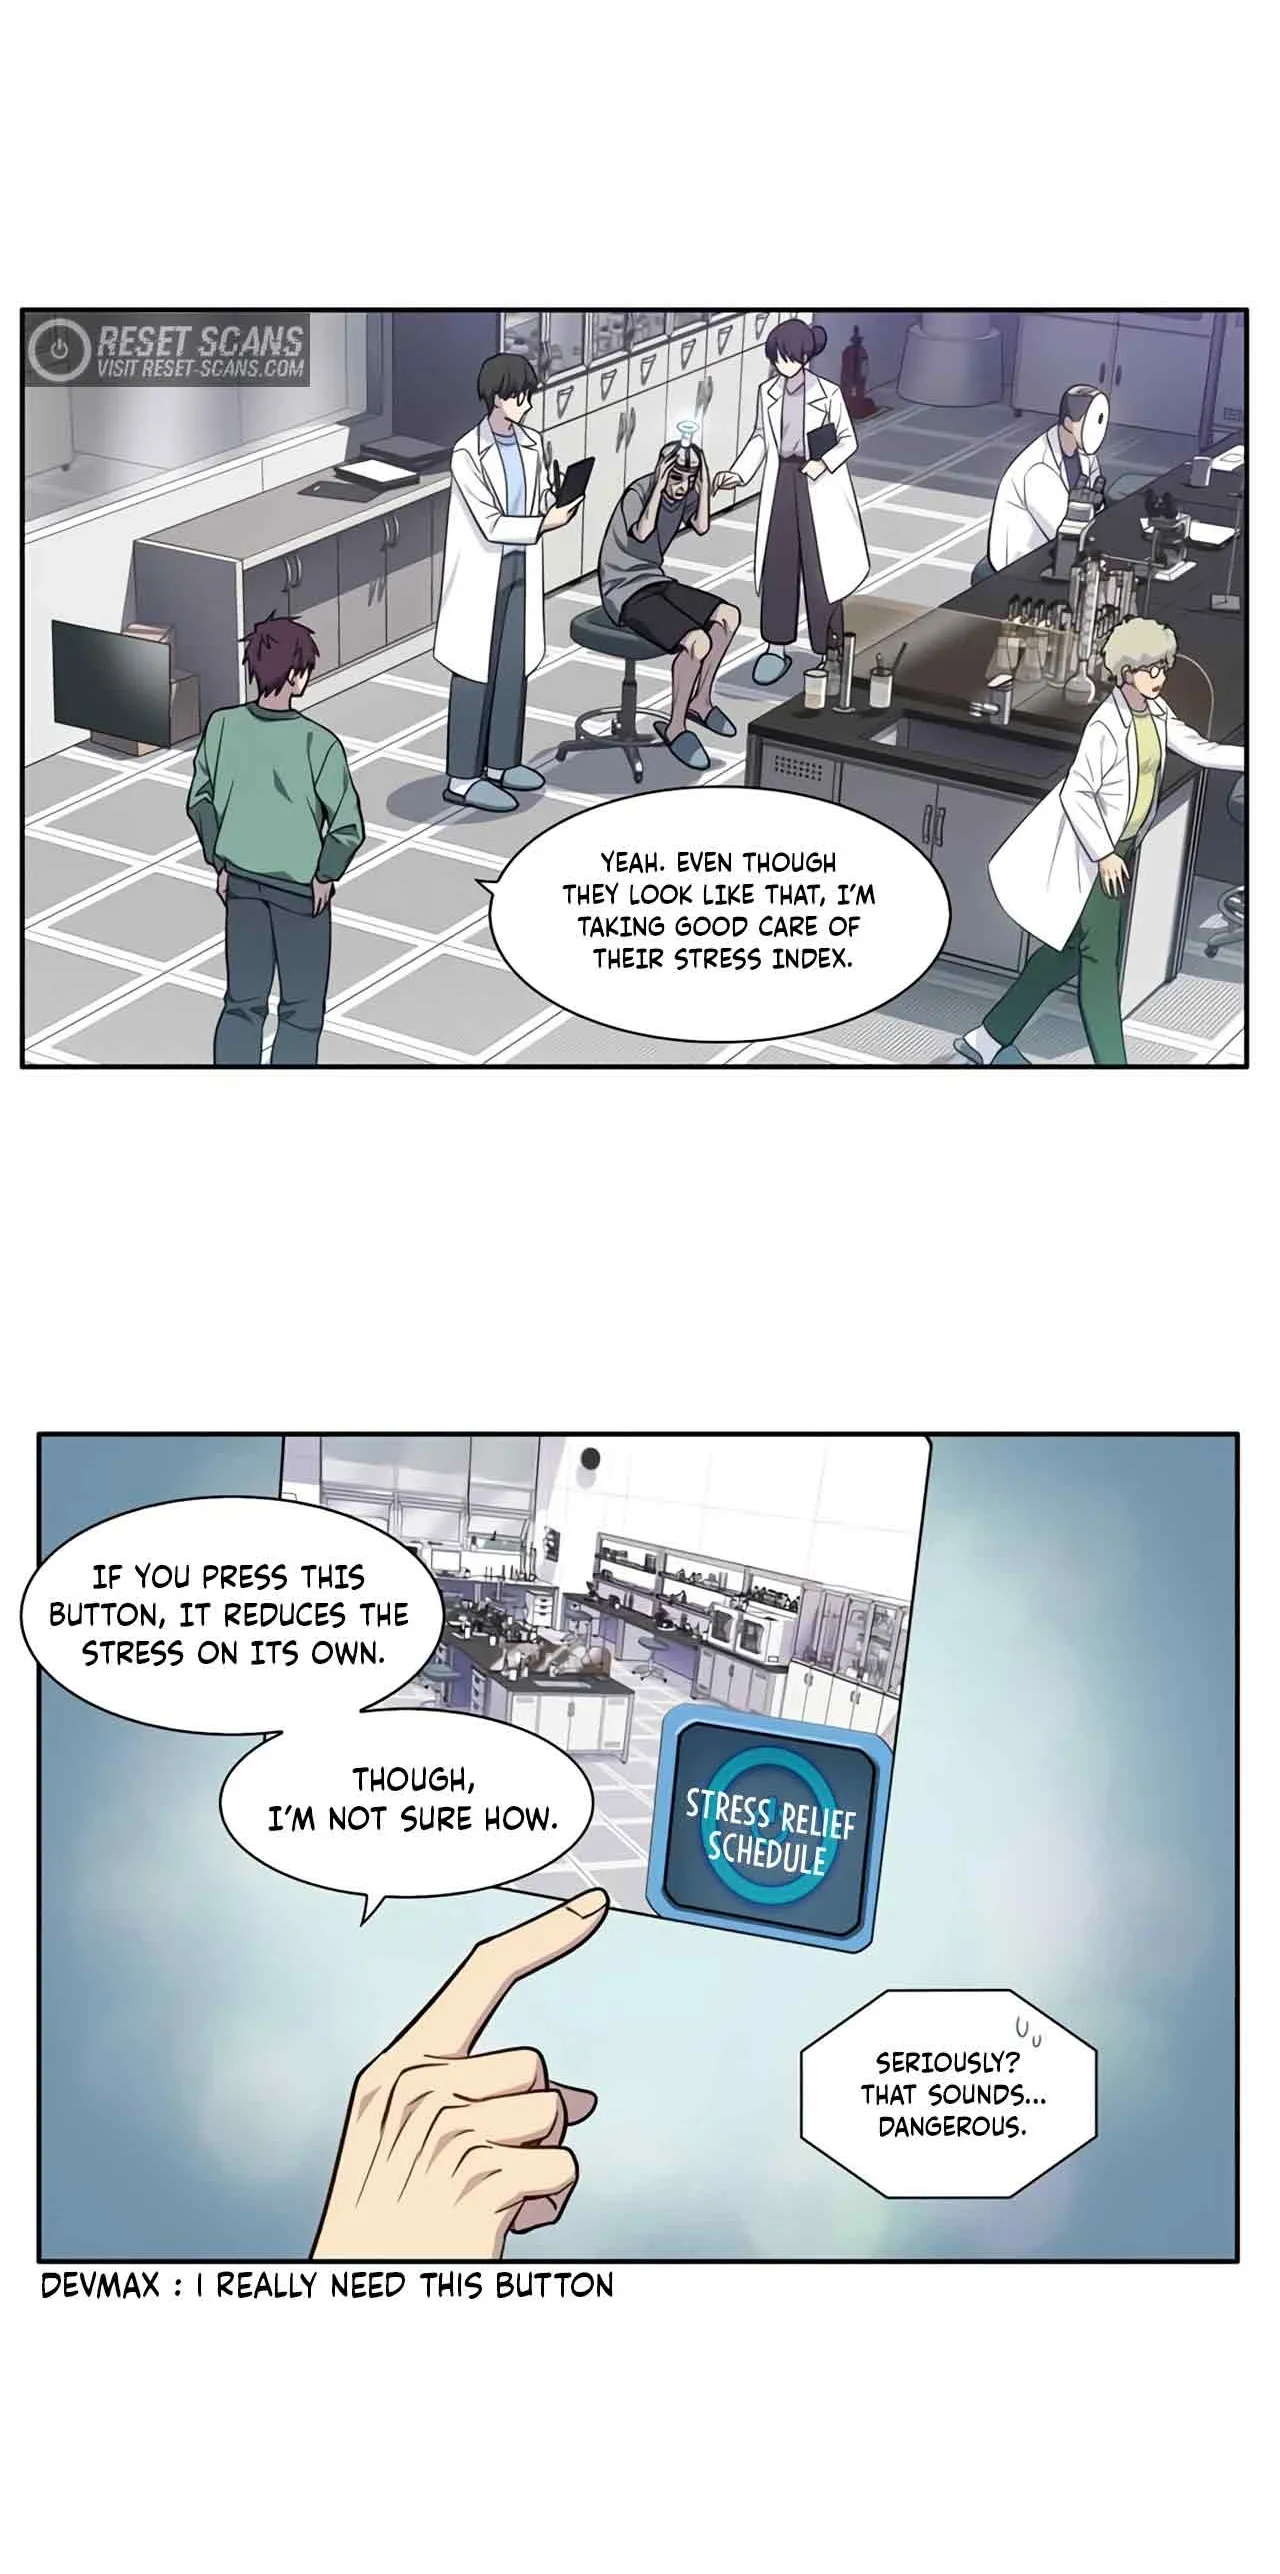 RESET SCANS
VISIT RESET-SCANS.COM
YEAH. EVEN THOUGH
THEY LOOK LIKE THAT, I'M
TAKING GOOD CARE OF
THEIR STRESS INDEX.
IF YOU PRESS THIS
BUTTON, IT REDUCES THE
STRESS ON ITS OWN.
THOUGH,
I'M NOT SURE HOW.
STRESS RELIEF
SCHEDULE
SERIOUSLY?
THAT SOUNDS...
DANGEROUS.
DEVMAX : I REALLY NEED THIS BUTTON